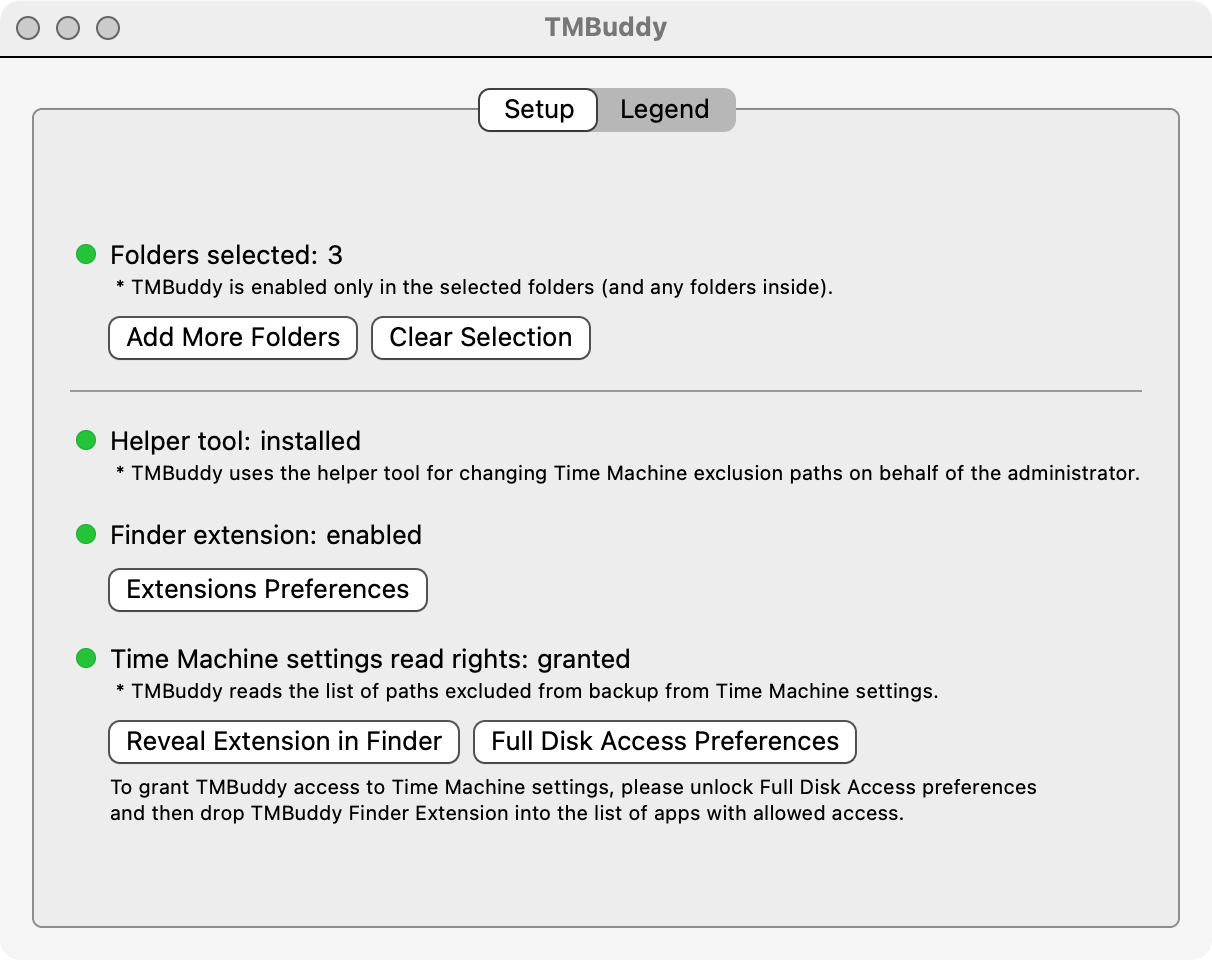 TMBuddy
Setup Legend
Folders selected: 3
* TMBuddy is enabled only in the selected folders (and any folders inside).
Add More Folders Clear Selection
Helper tool: installed
* TMBuddy uses the helper tool for changing Time Machine exclusion paths on behalf of the administrator.
Finder extension: enabled
Extensions Preferences
Time Machine settings read rights: granted
* TMBuddy reads the list of paths excluded from backup from Time Machine settings.
Reveal Extension in Finder Full Disk Access Preferences
To grant TMBuddy access to Time Machine settings, please unlock Full Disk Access preferences
and then drop TMBuddy Finder Extension into the list of apps with allowed access.